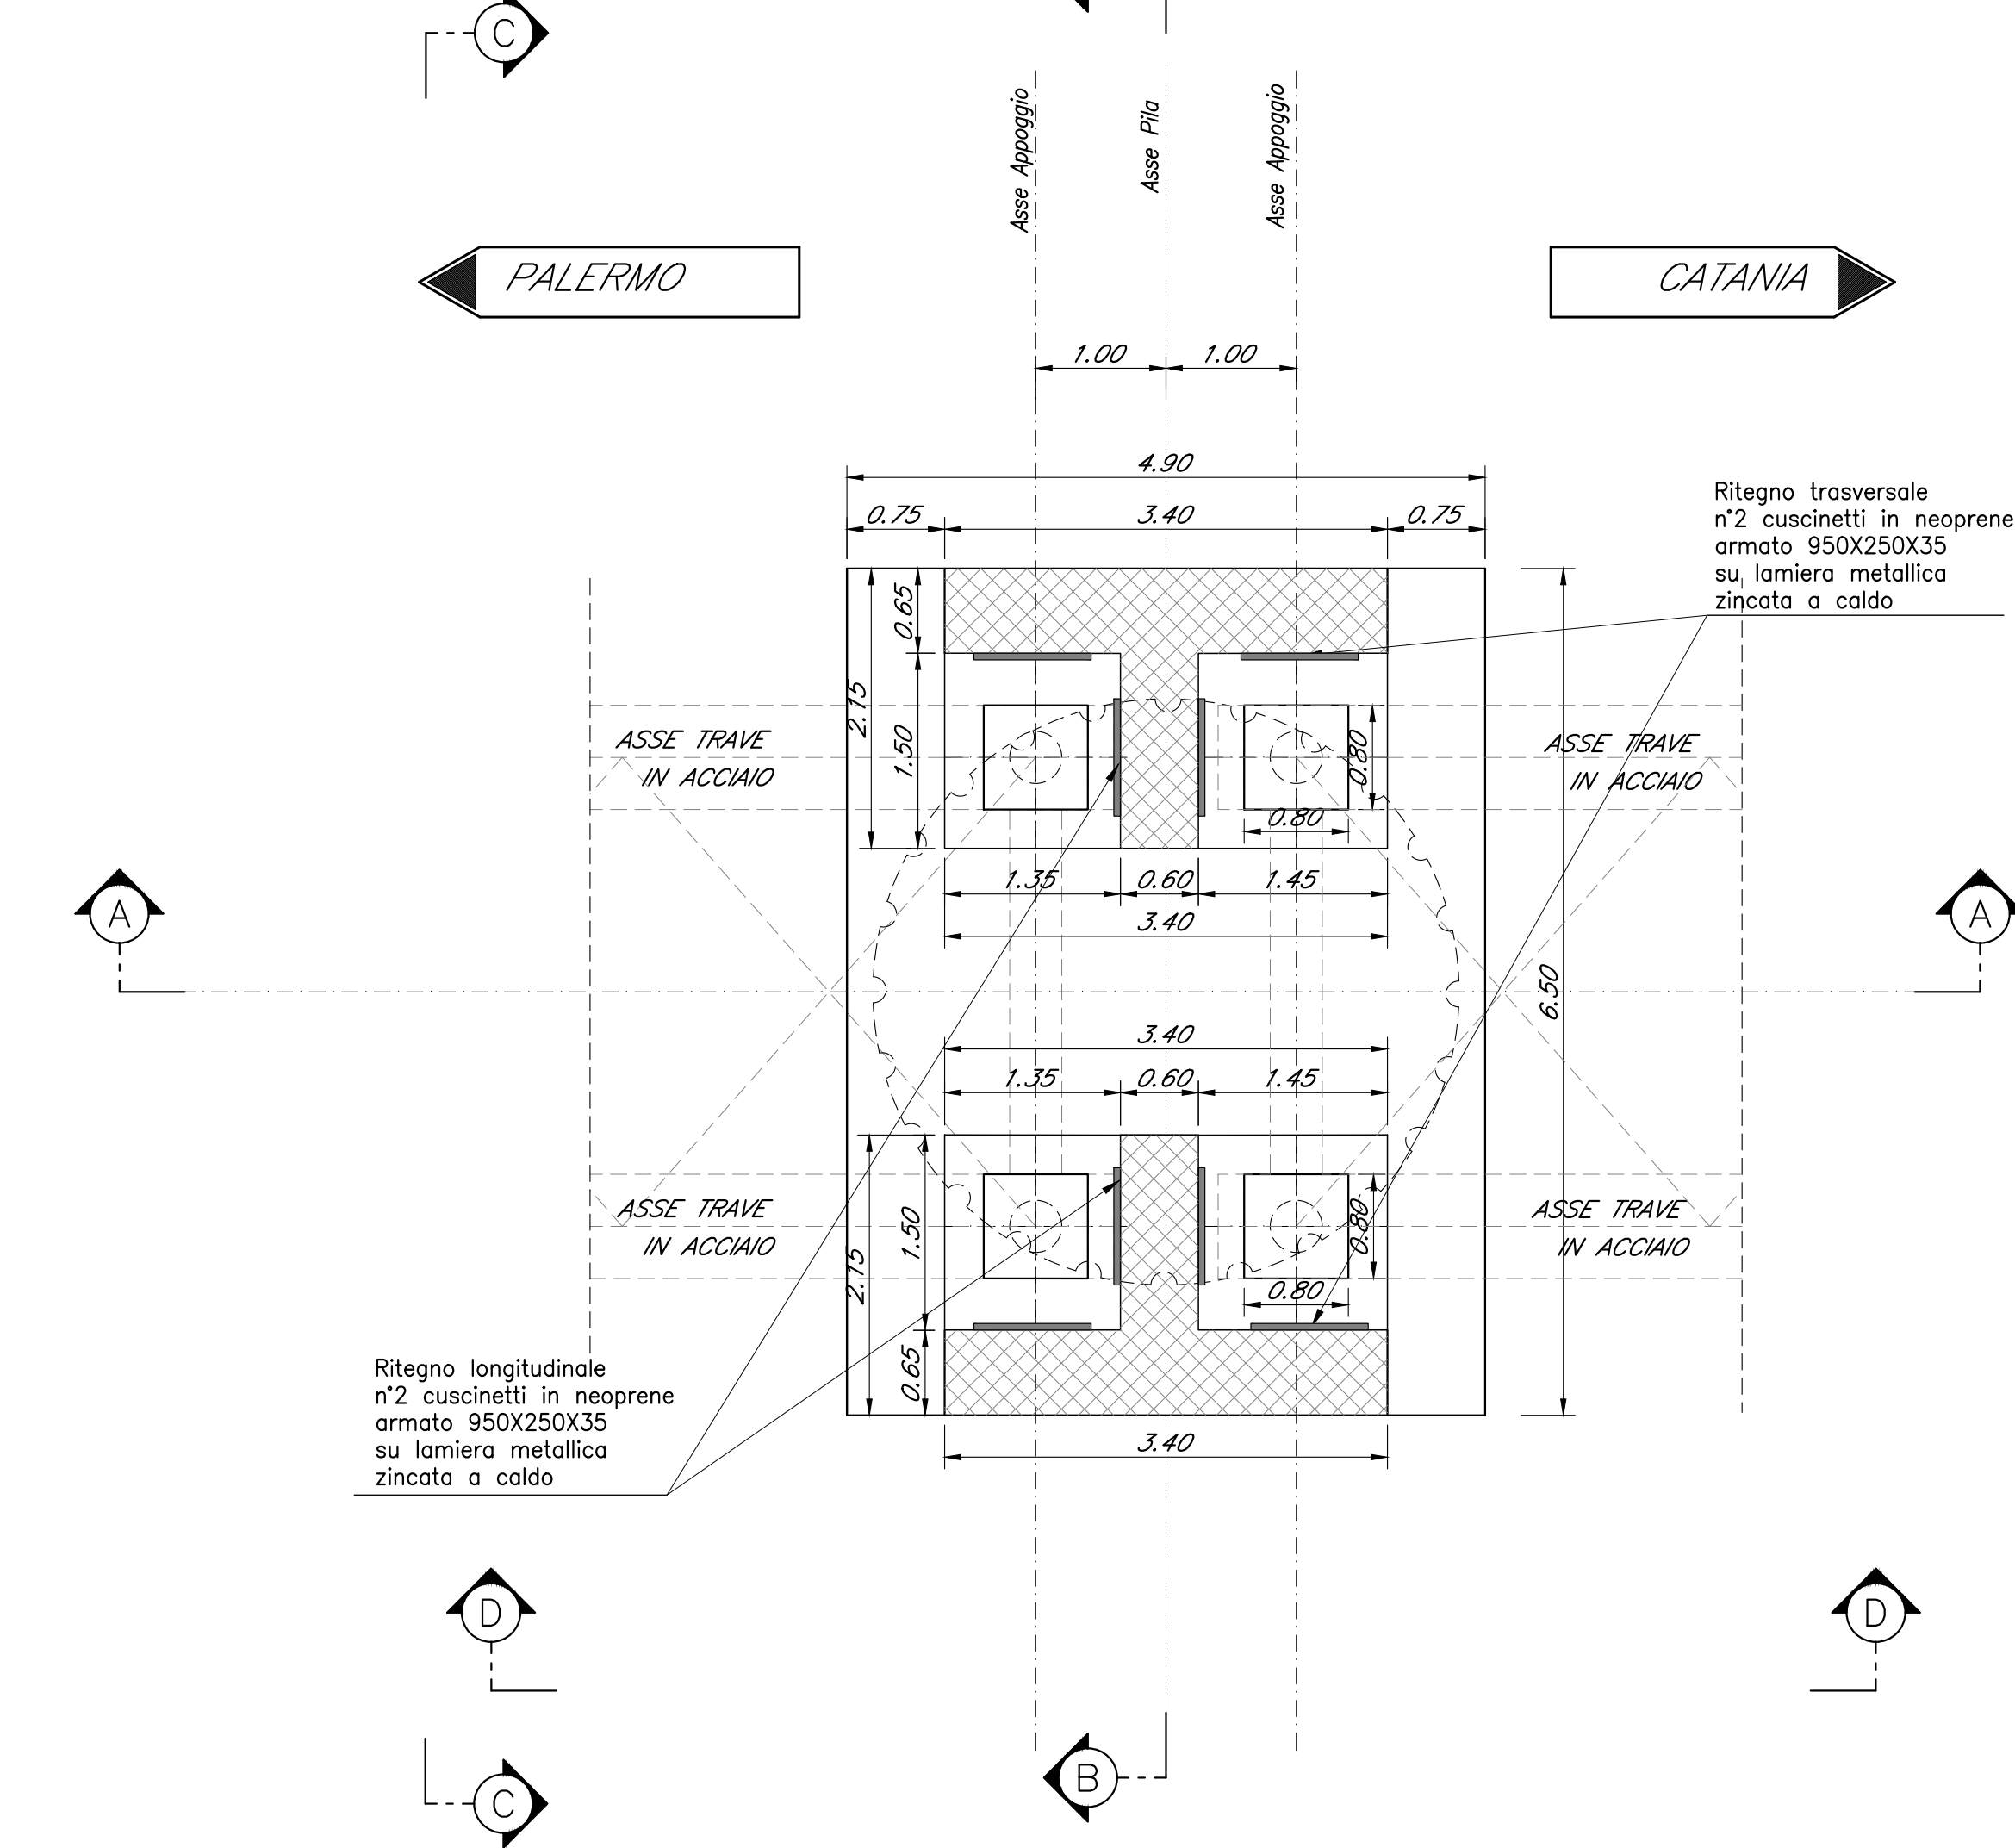 C
Asse Appoggio
Asse Pila
Asse Appoggio
PALERMO
CATANIA
1.00
1.00
4.90
0.75
3.40
0.75
Ritegno trasversale
n°2 cuscinetti in neoprene
armato 950X250X35
su lamiera metallica
zincata a caldo
0.65
2.15
1.50
ASSE TRAVE
IN ACCIAIO
0.80
ASSE TRAVE
IN ACCIAIO
0.80
1.35
0.60
1.45
3.40
A
A
6.50
3.40
1.35
0.60
1.45
ASSE TRAVE
IN ACCIAIO
1.50
2.15
0.80
ASSE TRAVE
IN ACCIAIO
0.80
0.65
Ritegno longitudinale
n°2 cuscinetti in neoprene
armato 950X250X35
su lamiera metallica
zincata a caldo
3.40
D
D
B
C